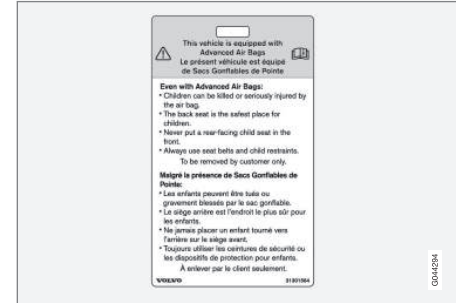 This vehicle is equipped with
Advanced Air Bags
Le présent véhicule est équipé
de Sacs Gonflables de Pointe
Even with Advanced Air Bags:
• Children can be killed or seriously injured by
the air bag.
• The back seat is the safest place for
children.
• Never put a rear-facing child seat in the
front.
• Always use seat belts and child restraints.
To be removed by customer only.
Malgré la présence de Sacs Gonflables de
Pointe:
• Les enfants peuvent être tués ou
gravement blessés par le sac gonflable.
• Le siège arrière est l'endroit le plus sûr pour
les enfants.
• Ne jamais placer un enfant tourné vers
l'arrière sur le siège avant.
• Toujours utiliser les ceintures de sécurité ou
les dispositifs de protection pour enfants.
À enlever par le client seulement.
VOLVO
G044294